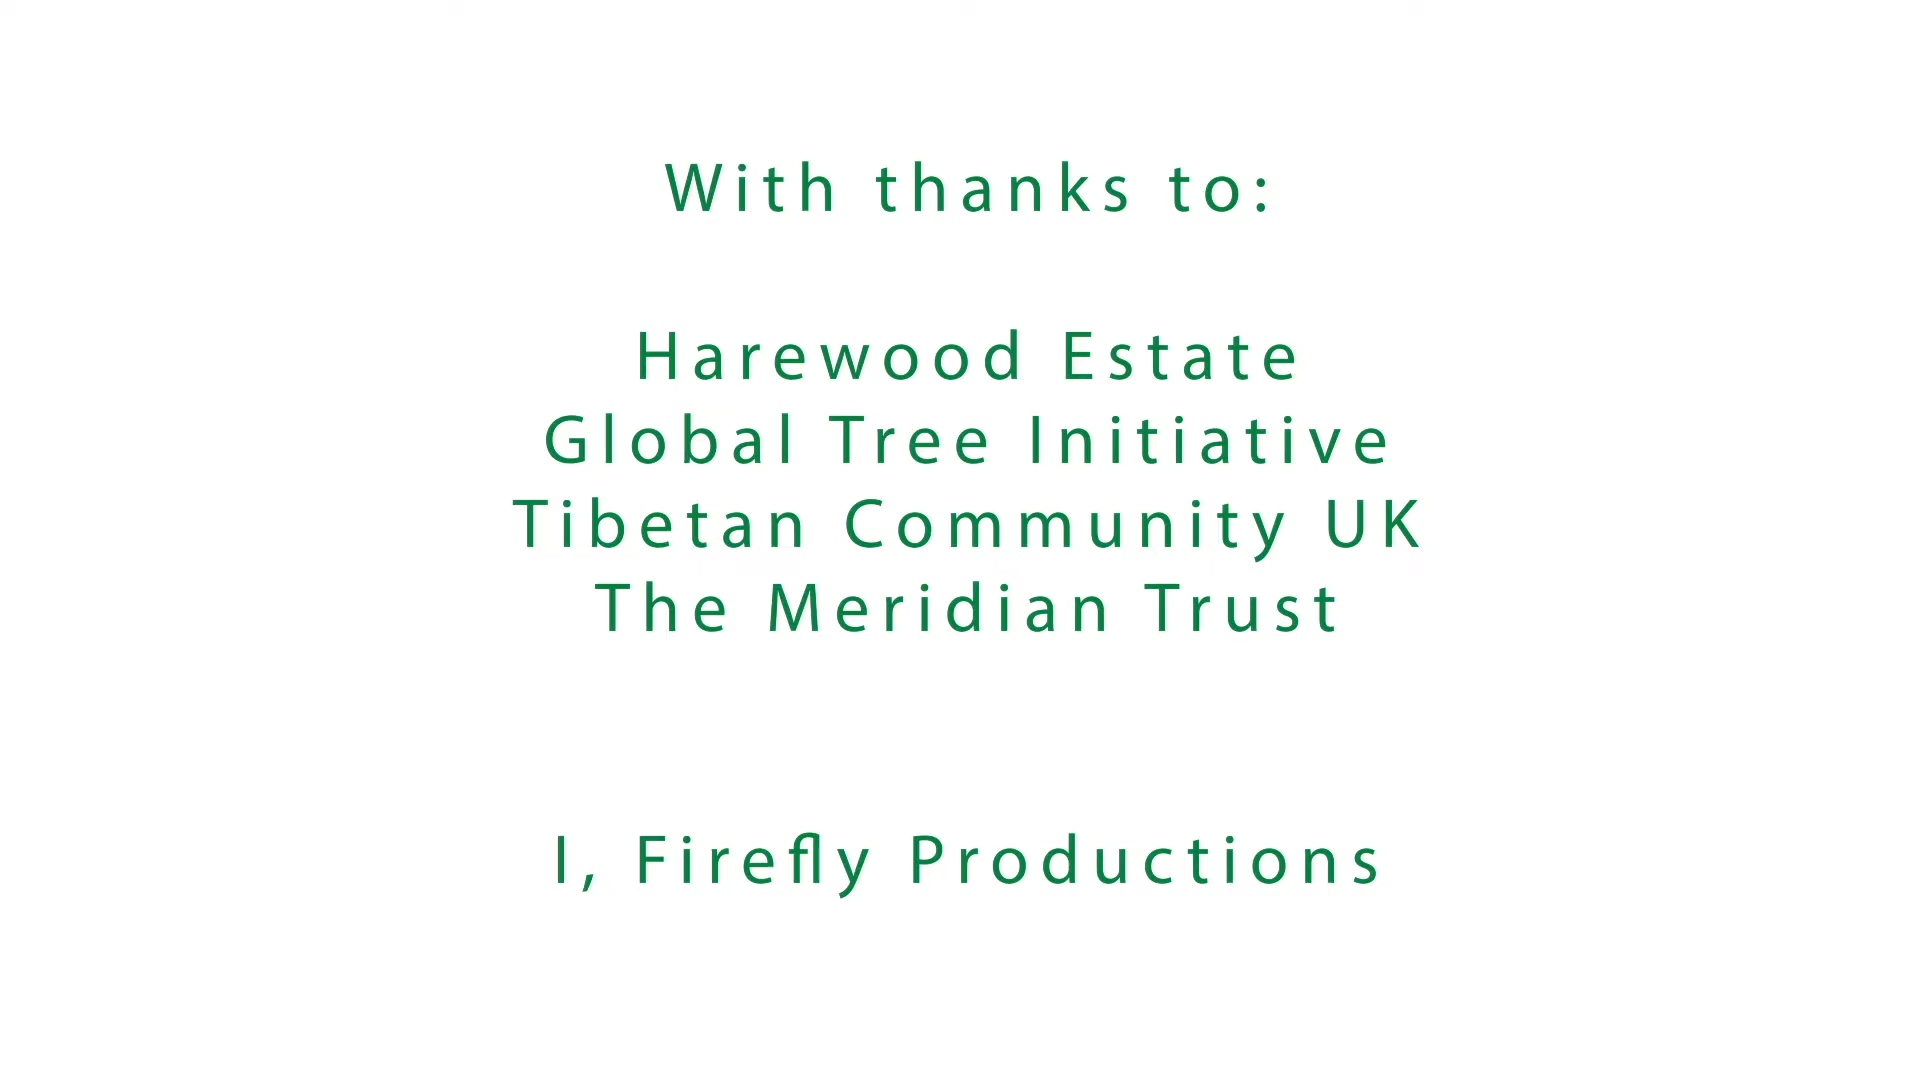 With thanks to:
Harewood Estate
Global Tree Initiative
Tibetan Community UK
The Meridian Trust
I, Firefly Productions